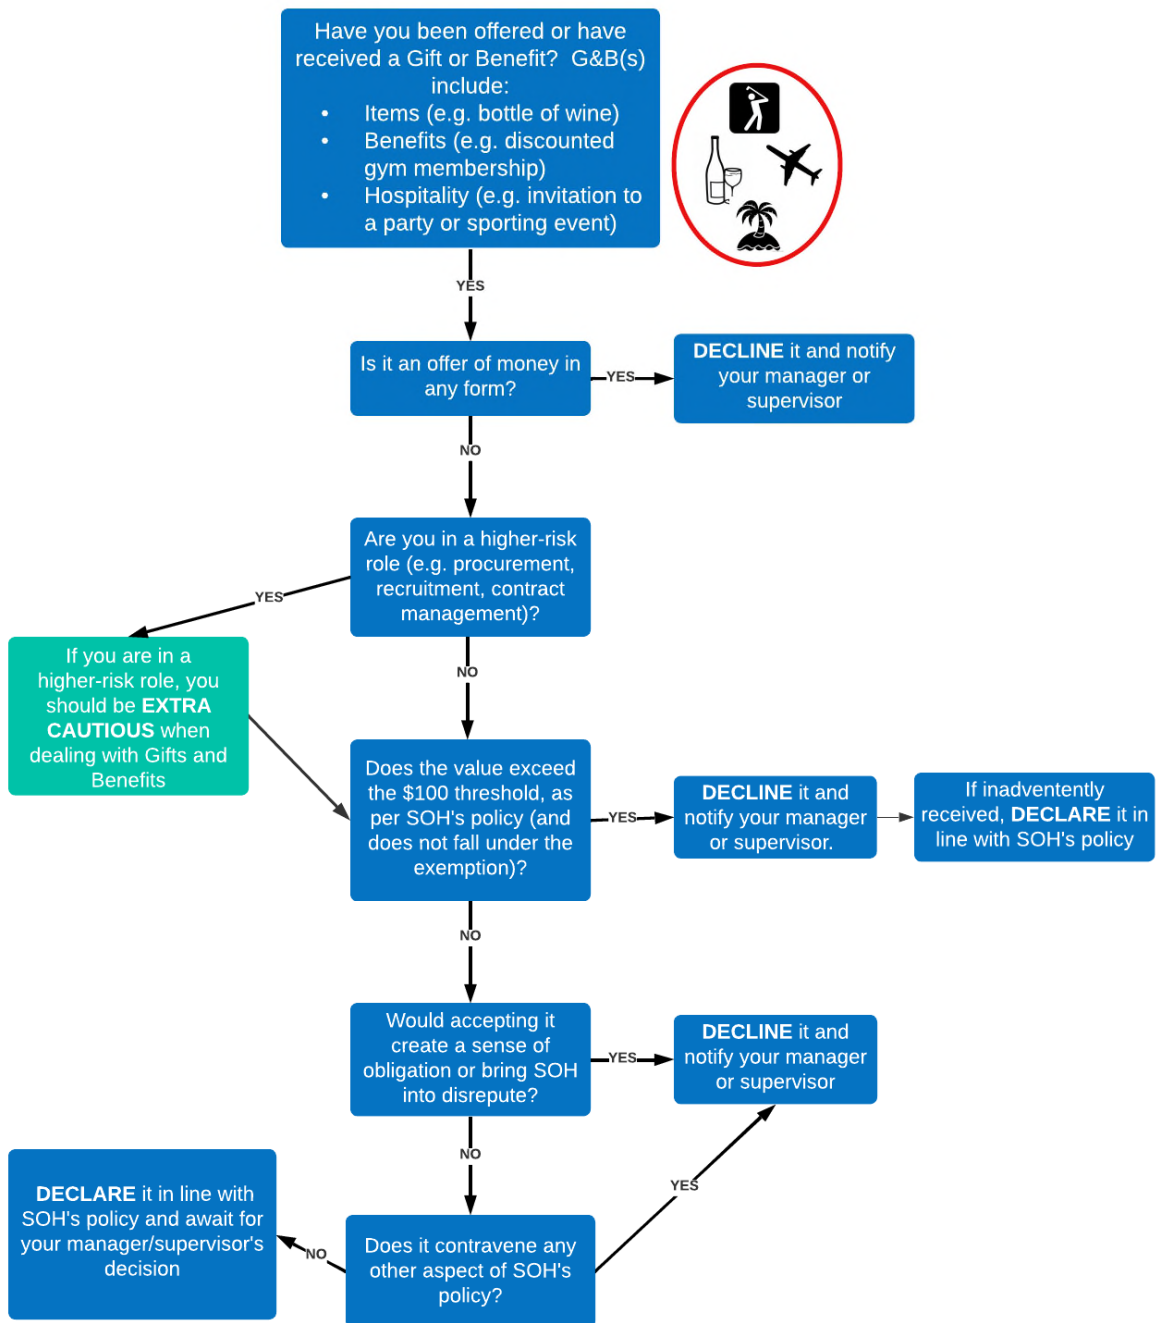 Have you been offered or have
received a Gift or Benefit? G&B(s)
include:
• Items (e.g. bottle of wine)
• Benefits (e.g. discounted
gym membership)
• Hospitality (e.g. invitation to
a party or sporting event)
YES
Is it an offer of money in
any form?
YES
DECLINE it and notify
your manager or
supervisor
NO
Are you in a higher-risk
role (e.g. procurement,
recruitment, contract
management)?
YES
If you are in a
higher-risk role, you
should be EXTRA
CAUTIOUS when
dealing with Gifts and
Benefits
NO
Does the value exceed
the $100 threshold, as
per SOH's policy (and
does not fall under the
exemption)?
YES
DECLINE it and
notify your manager
or supervisor.
If inadventently
received, DECLARE it in
line with SOH's policy
NO
Would accepting it
create a sense of
obligation or bring SOH
into disrepute?
YES
DECLINE it and
notify your manager
or supervisor
NO
Does it contravene any
other aspect of SOH's
policy?
YES
NO
DECLARE it in line with
SOH's policy and await for
your manager/supervisor's
decision